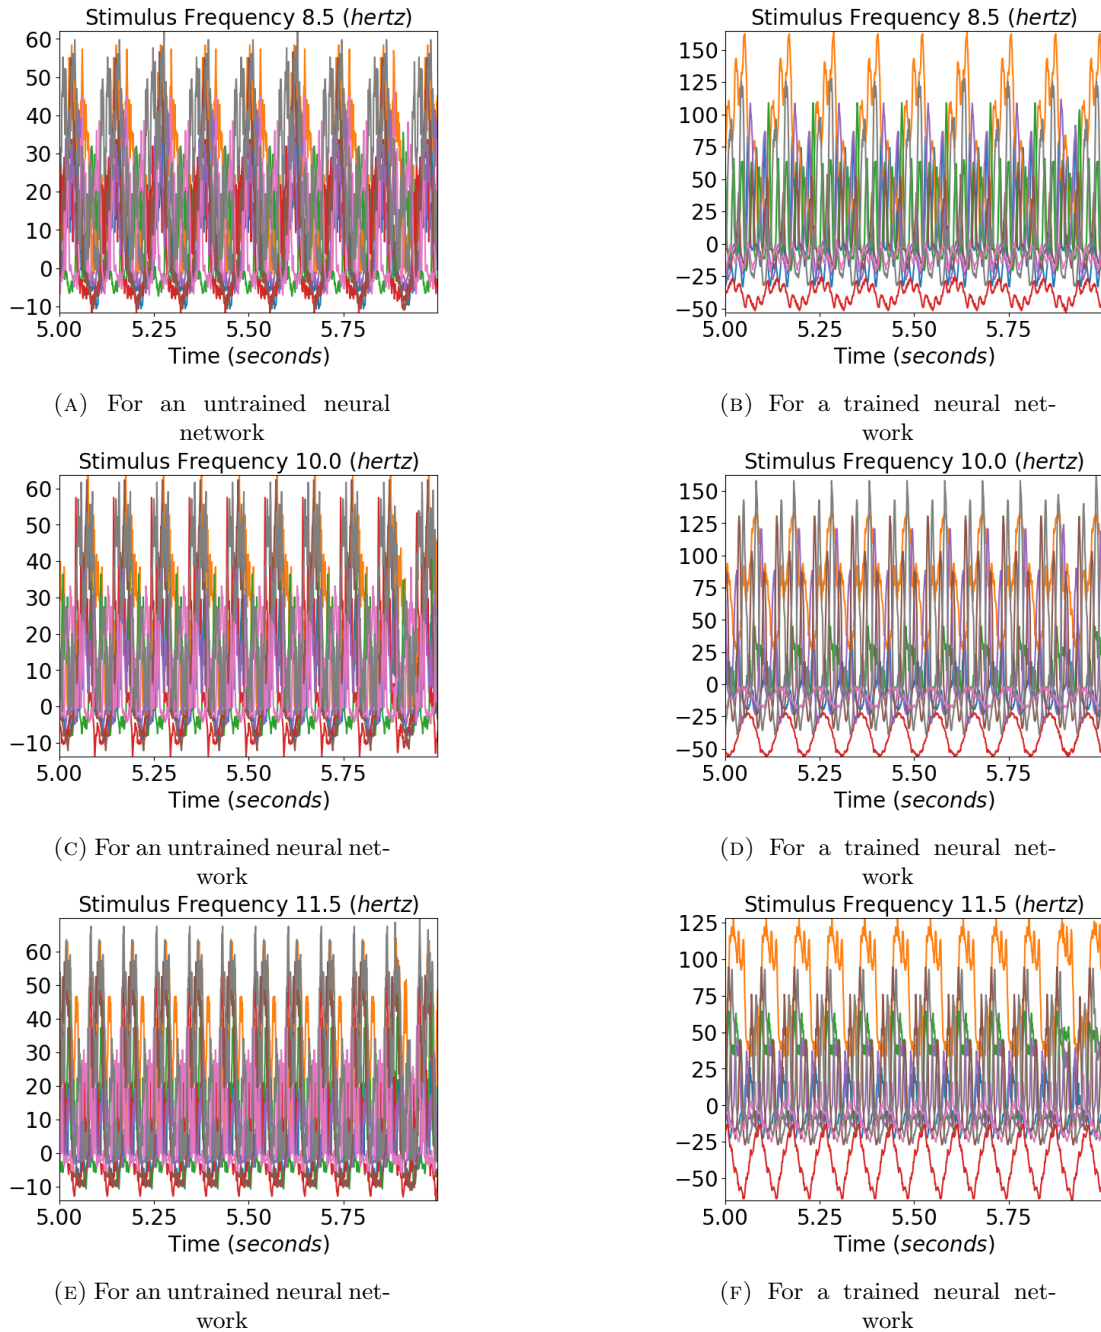 Stimulus Frequency 8.5 (hertz)
60
50
40
30
20
10
0
−10
5.00 5.25 5.50 5.75
Time (seconds)
(A) For an untrained neural
network
Stimulus Frequency 8.5 (hertz)
150
125
100
75
50
25
0
−25
−50
5.00 5.25 5.50 5.75
Time (seconds)
(B) For a trained neural net-
work
Stimulus Frequency 10.0 (hertz)
60
50
40
30
20
10
0
−10
5.00 5.25 5.50 5.75
Time (seconds)
(C) For an untrained neural net-
work
Stimulus Frequency 10.0 (hertz)
150
125
100
75
50
25
0
−25
−50
5.00 5.25 5.50 5.75
Time (seconds)
(D) For a trained neural net-
work
Stimulus Frequency 11.5 (hertz)
60
50
40
30
20
10
0
−10
5.00 5.25 5.50 5.75
Time (seconds)
(E) For an untrained neural net-
work
Stimulus Frequency 11.5 (hertz)
125
100
75
50
25
0
−25
−50
5.00 5.25 5.50 5.75
Time (seconds)
(F) For a trained neural net-
work